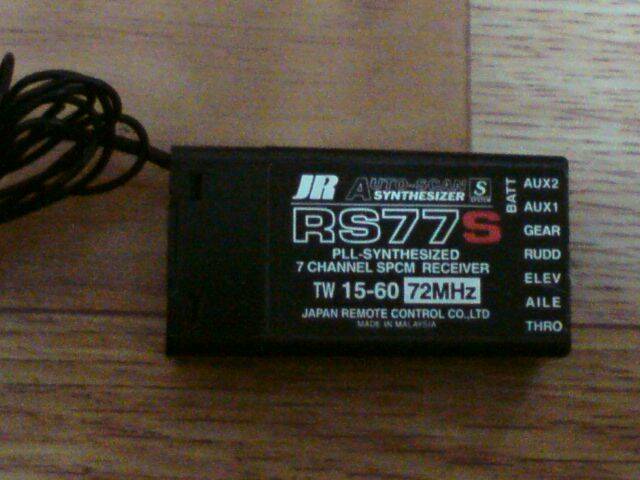 JR AUTO-SCAN SYNTHESIZER S SYSTEM
RS77S
PLL-SYNTHESIZED
7 CHANNEL SPCM RECEIVER
TW 15-60 72MHz
JAPAN REMOTE CONTROL CO.,LTD
MADE IN MALAYSIA
BATT
AUX2
AUX1
GEAR
RUDD
ELEV
AILE
THRO